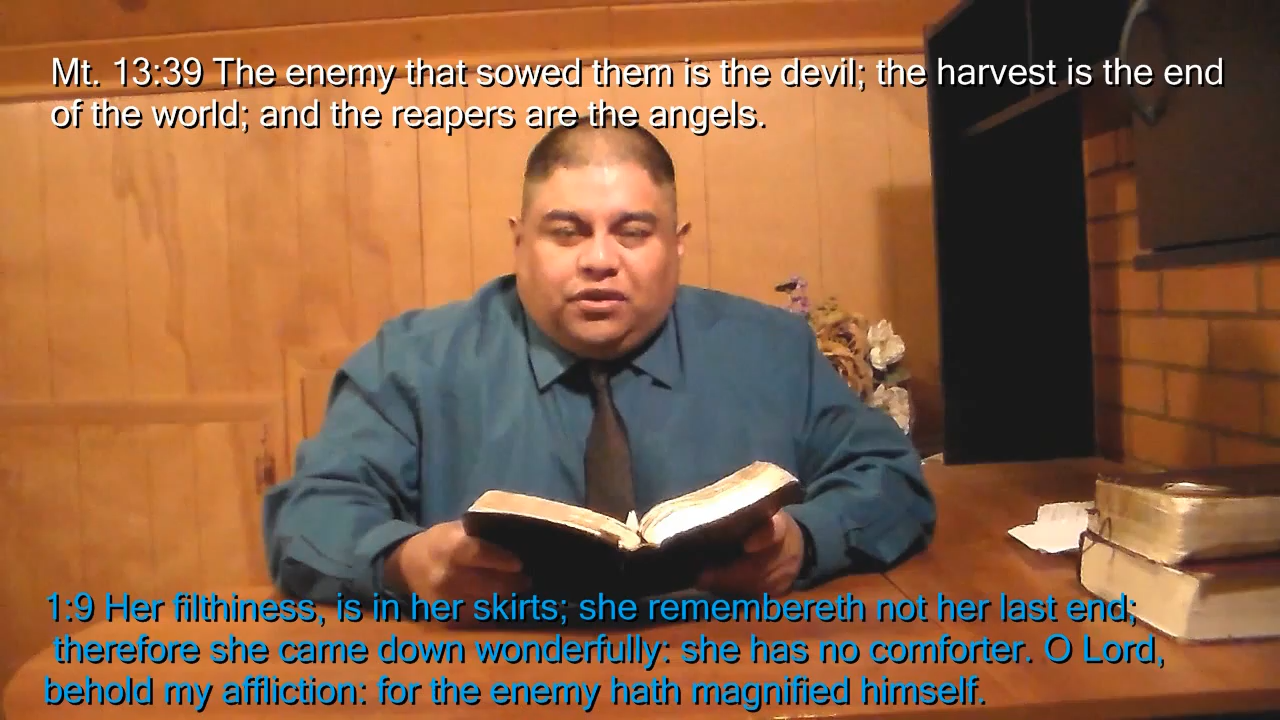 Mt. 13:39 The enemy that sowed them is the devil; the harvest is the end
of the world; and the reapers are the angels.
1:9 Her filthiness, is in her skirts; she remembereth not her last end;
therefore she came down wonderfully: she has no comforter. O Lord,
behold my affliction: for the enemy hath magnified himself.